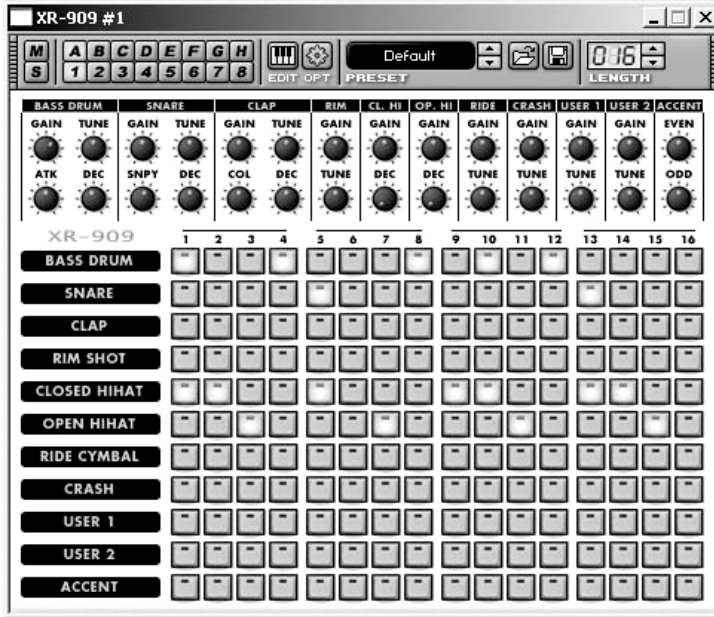 XR-909 #1
M A B C D E F G H Default 016
S 1 2 3 4 5 6 7 8 EDIT OPT PRESET LENGTH
BASS DRUM SNARE CLAP RIM CL. HI OP. HI RIDE CRASH USER 1 USER 2 ACCENT
GAIN TUNE GAIN TUNE GAIN TUNE GAIN GAIN GAIN GAIN GAIN GAIN GAIN EVEN
ATK DEC SNPY DEC COL DEC TUNE DEC DEC TUNE TUNE TUNE TUNE ODD
XR-909 1 2 3 4 5 6 7 8 9 10 11 12 13 14 15 16
BASS DRUM
SNARE
CLAP
RIM SHOT
CLOSED HIHAT
OPEN HIHAT
RIDE CYMBAL
CRASH
USER 1
USER 2
ACCENT